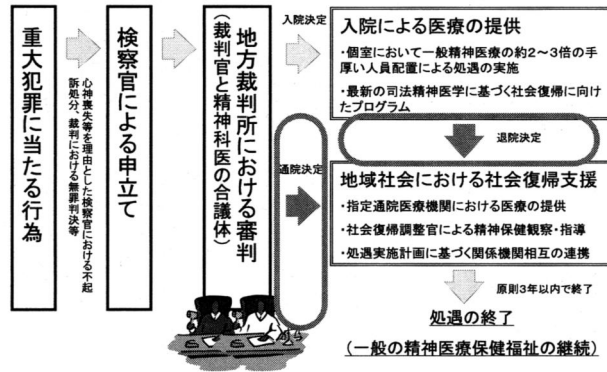 重大犯罪に当たる行為
心神喪失等を理由とした検察官における不起
訴処分、裁判における無罪判決等
検察官による申立て
地方裁判所における審判
(裁判官と精神科医の合議体)
入院決定
入院による医療の提供
・個室において一般精神医療の約2~3倍の手
厚い人員配置による処遇の実施
・最新の司法精神医学に基づく社会復帰に向け
たプログラム
退院決定
通院決定
地域社会における社会復帰支援
・指定通院医療機関における医療の提供
・社会復帰調整官による精神保健観察・指導
・処遇実施計画に基づく関係機関相互の連携
原則3年以内で終了
処遇の終了
(一般の精神医療保健福祉の継続)